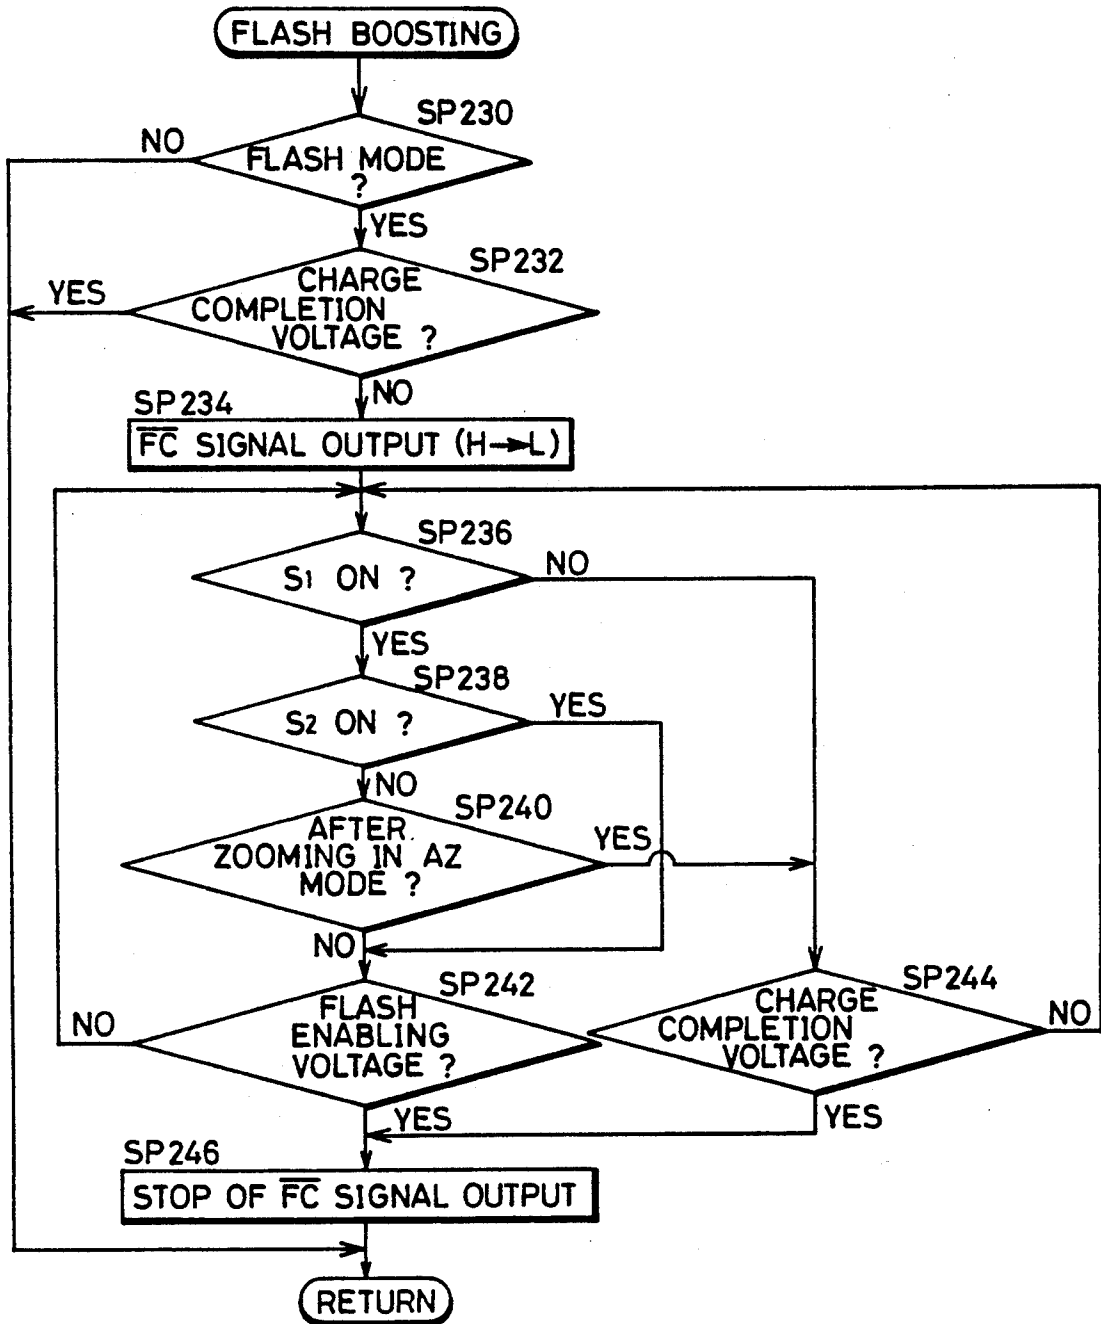 FLASH BOOSTING
SP230
NO
FLASH MODE
?
YES
SP232
YES
CHARGE
COMPLETION
VOLTAGE ?
NO
SP234
F̅C̅ SIGNAL OUTPUT (H→L)
SP236
S1 ON ?
NO
YES
SP238
S2 ON ?
YES
NO
SP240
AFTER
ZOOMING IN AZ
MODE ?
YES
NO
SP242
FLASH
ENABLING
VOLTAGE ?
NO
SP244
CHARGE
COMPLETION
VOLTAGE ?
NO
YES
YES
SP246
STOP OF F̅C̅ SIGNAL OUTPUT
RETURN